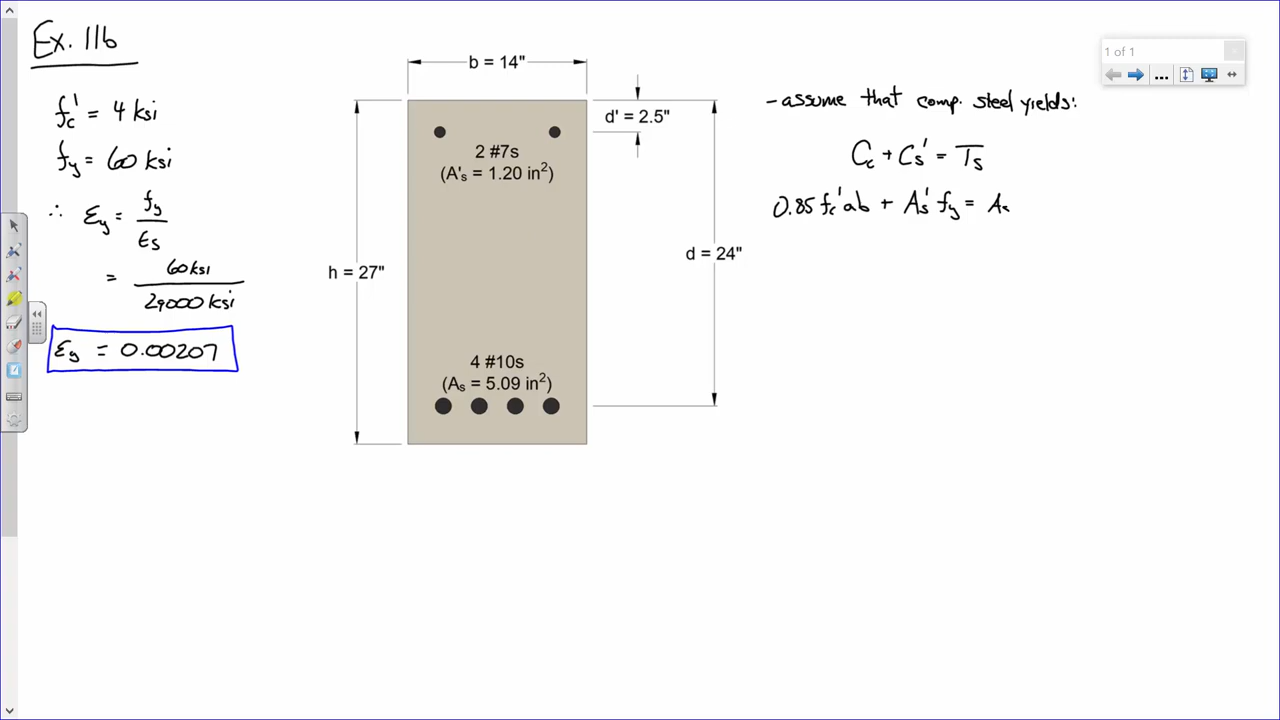 Ex. 11b
f'c = 4 ksi
fy = 60 ksi
∴ εy = fy / Es
= 60 ksi / 29000 ksi
εy = 0.00207
b = 14"
d' = 2.5"
2 #7s
(A's = 1.20 in²)
h = 27"
d = 24"
4 #10s
(As = 5.09 in²)
1 of 1
...
- assume that comp. steel yields:
Cc + Cs' = Ts
0.85 f'c ab + As' fy = As